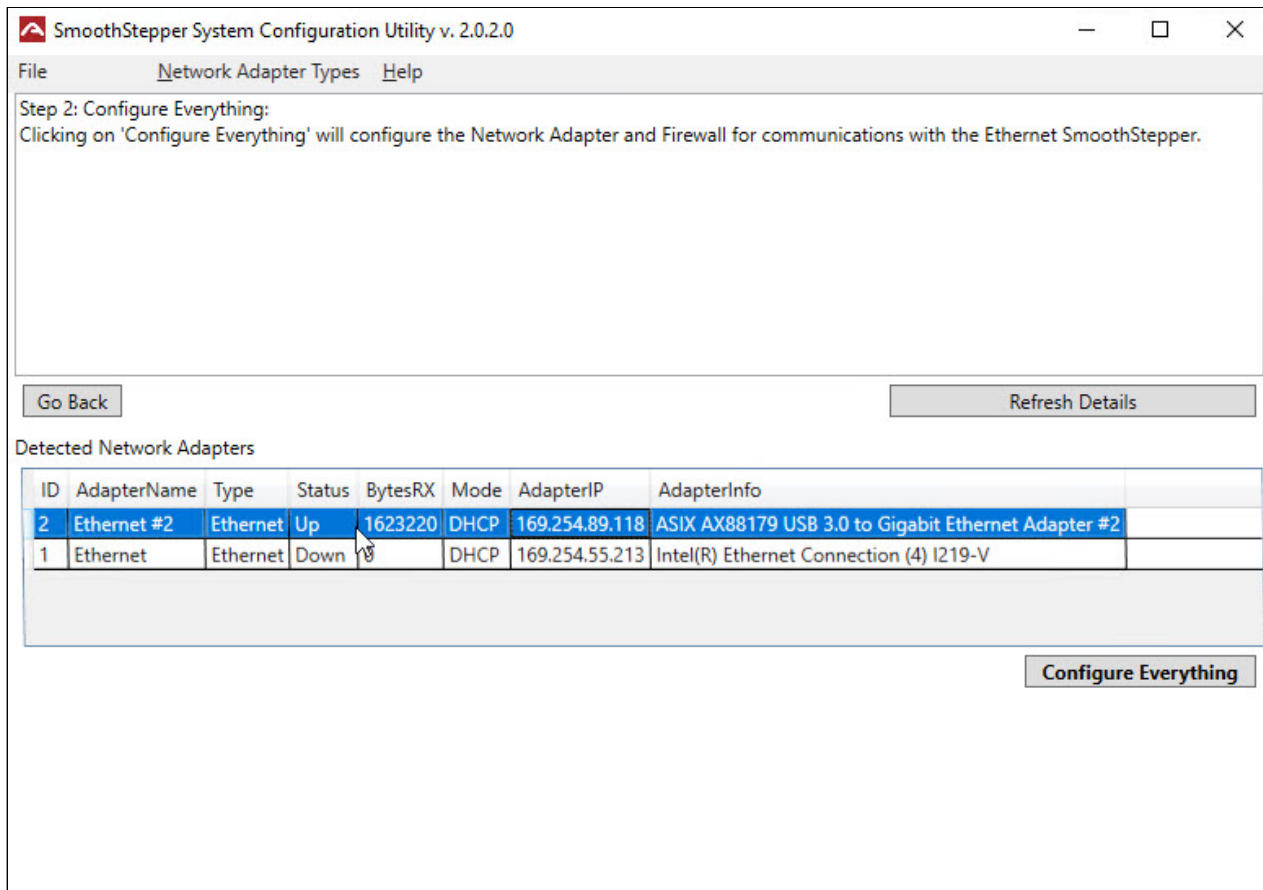 SmoothStepper System Configuration Utility v. 2.0.2.0
File Network Adapter Types Help
Step 2: Configure Everything:
Clicking on 'Configure Everything' will configure the Network Adapter and Firewall for communications with the Ethernet SmoothStepper.
Go Back Refresh Details
Detected Network Adapters
ID AdapterName Type Status BytesRX Mode AdapterIP AdapterInfo
2 Ethernet #2 Ethernet Up 1623220 DHCP 169.254.89.118 ASIX AX88179 USB 3.0 to Gigabit Ethernet Adapter #2
1 Ethernet Ethernet Down DHCP 169.254.55.213 Intel(R) Ethernet Connection (4) I219-V
Configure Everything